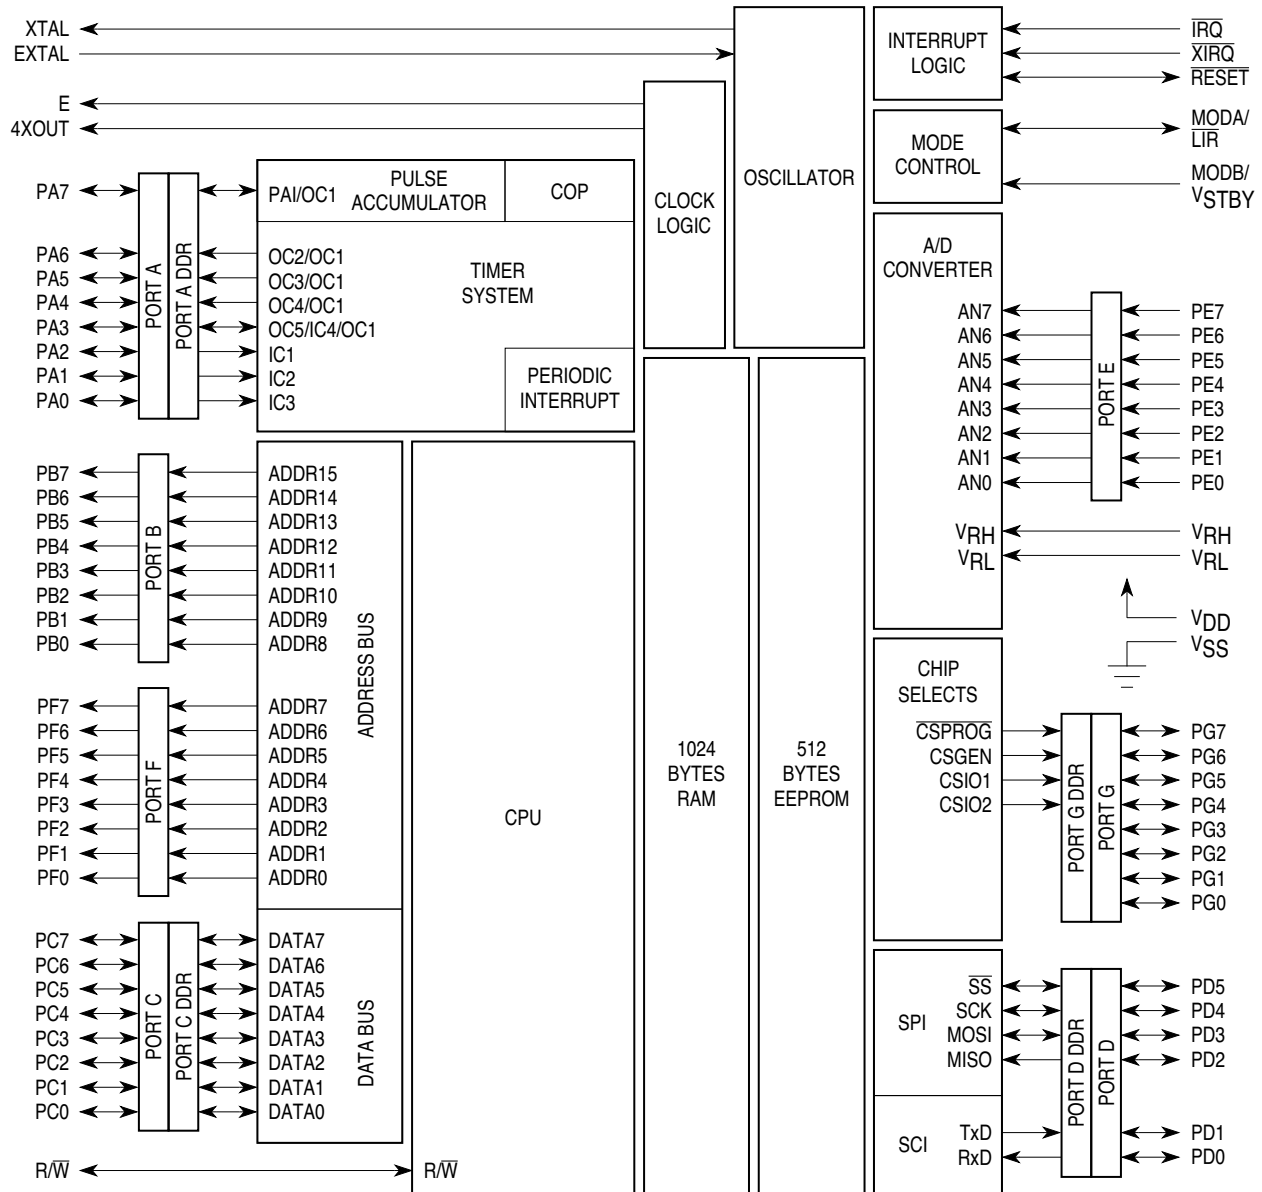 XTAL
EXTAL
E
4XOUT
PA7
PA6
PA5
PA4
PA3
PA2
PA1
PA0
PORT A
PORT A DDR
PAI/OC1
PULSE
ACCUMULATOR
COP
OC2/OC1
OC3/OC1
OC4/OC1
OC5/IC4/OC1
IC1
IC2
IC3
TIMER
SYSTEM
PERIODIC
INTERRUPT
PB7
PB6
PB5
PB4
PB3
PB2
PB1
PB0
PORT B
ADDR15
ADDR14
ADDR13
ADDR12
ADDR11
ADDR10
ADDR9
ADDR8
ADDRESS BUS
PF7
PF6
PF5
PF4
PF3
PF2
PF1
PF0
PORT F
ADDR7
ADDR6
ADDR5
ADDR4
ADDR3
ADDR2
ADDR1
ADDR0
PC7
PC6
PC5
PC4
PC3
PC2
PC1
PC0
PORT C
PORT C DDR
DATA7
DATA6
DATA5
DATA4
DATA3
DATA2
DATA1
DATA0
DATA BUS
R/W̅
R/W̅
CPU
CLOCK
LOGIC
OSCILLATOR
1024
BYTES
RAM
512
BYTES
EEPROM
INTERRUPT
LOGIC
I̅R̅Q̅
X̅I̅R̅Q̅
R̅E̅S̅E̅T̅
MODE
CONTROL
MODA/
L̅I̅R̅
MODB/
VSTBY
A/D
CONVERTER
AN7
AN6
AN5
AN4
AN3
AN2
AN1
AN0
VRH
VRL
PORT E
PE7
PE6
PE5
PE4
PE3
PE2
PE1
PE0
VRH
VRL
VDD
VSS
CHIP
SELECTS
C̅S̅P̅R̅O̅G̅
CSGEN
CSIO1
CSIO2
PORT G DDR
PORT G
PG7
PG6
PG5
PG4
PG3
PG2
PG1
PG0
SPI
S̅S̅
SCK
MOSI
MISO
SCI
TxD
RxD
PORT D DDR
PORT D
PD5
PD4
PD3
PD2
PD1
PD0